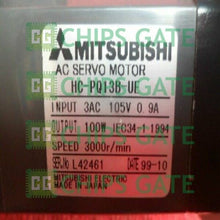 CHIPS GATE
MITSUBISHI
AC SERVO MOTOR
HC-PQT3B-UE
INPUT 3AC 105V 0.9A
OUTPUT 100W IEC34-1 1994
SPEED 3000r/min
SER.No. L42461 DATE 99-10
MITSUBISHI ELECTRIC
MADE IN JAPAN